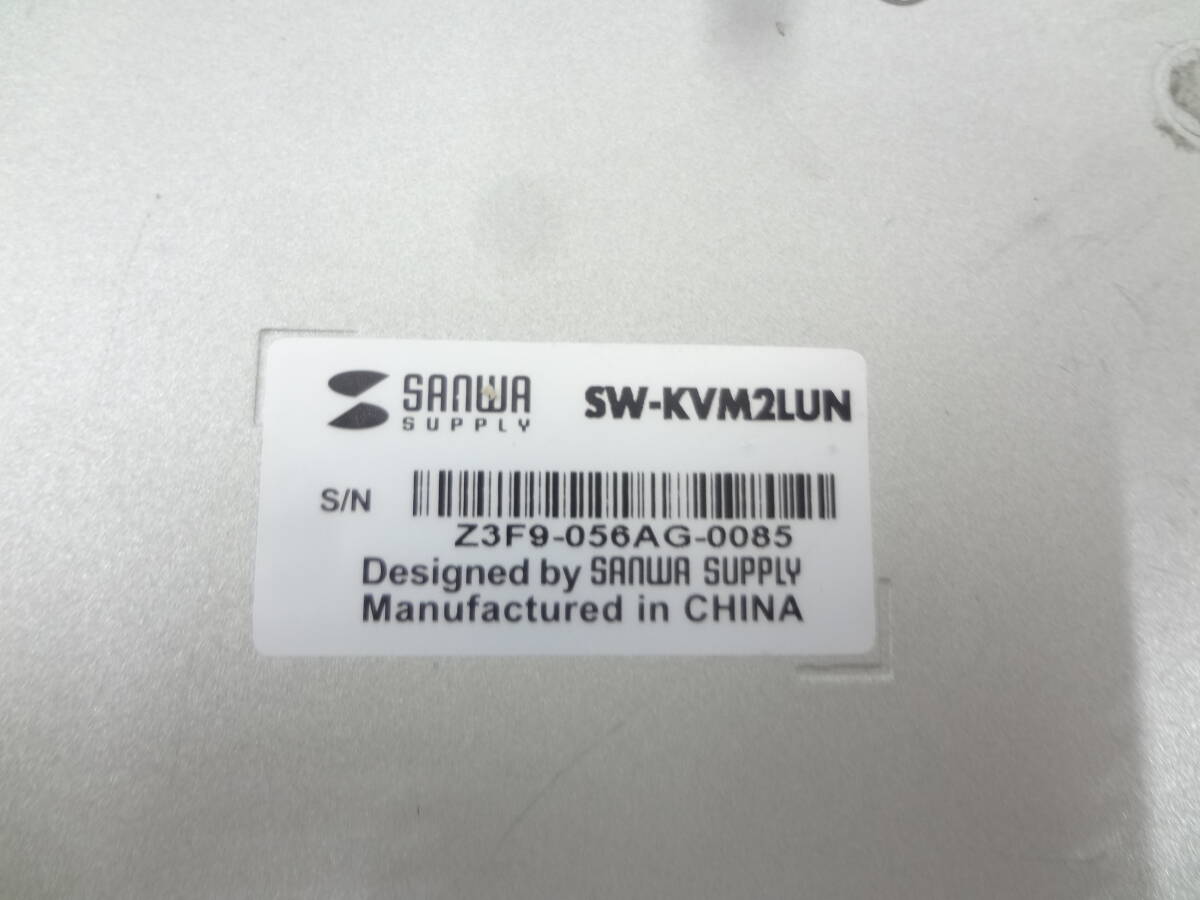 SANWA SUPPLY
SW-KVM2LUN
S/N
Z3F9-056AG-0085
Designed by SANWA SUPPLY
Manufactured in CHINA